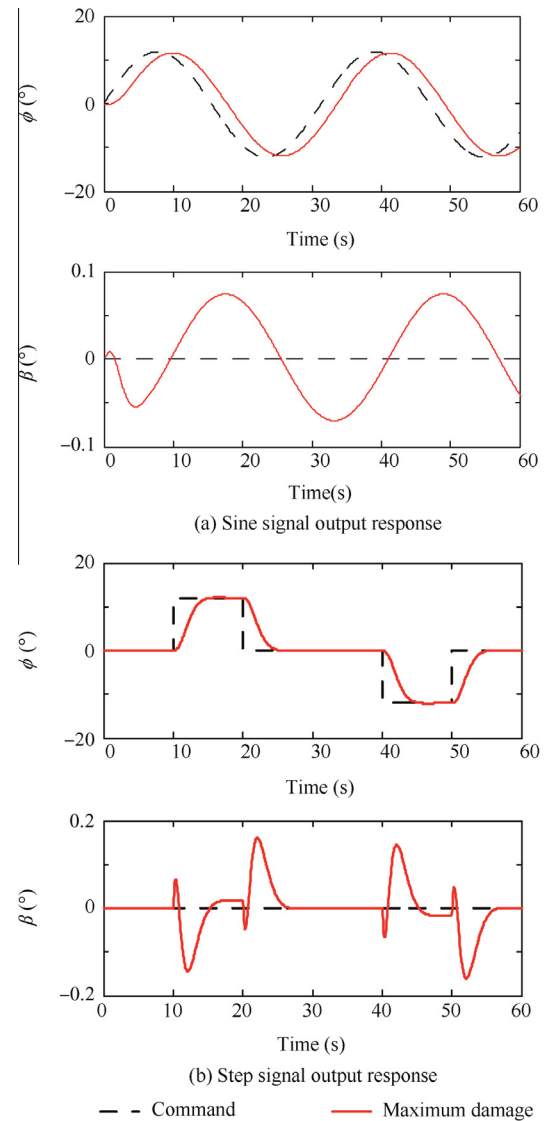 20
ϕ (°)
0
−20
0 10 20 30 40 50 60
Time (s)
0.1
β (°)
0
−0.1
0 10 20 30 40 50 60
Time(s)
(a) Sine signal output response
20
ϕ (°)
0
−20
0 10 20 30 40 50 60
Time (s)
0.2
β (°)
0
−0.2
0 10 20 30 40 50 60
Time (s)
(b) Step signal output response
Command Maximum damage